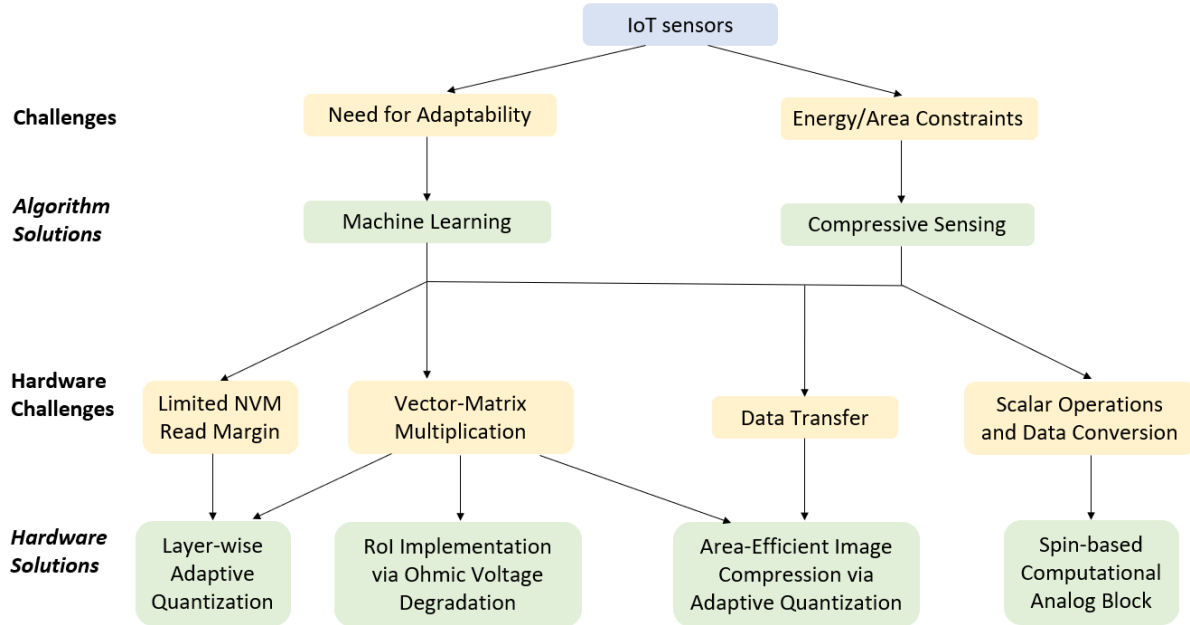 IoT sensors
Challenges
Need for Adaptability
Energy/Area Constraints
Algorithm
Solutions
Machine Learning
Compressive Sensing
Hardware
Challenges
Limited NVM
Read Margin
Vector-Matrix
Multiplication
Data Transfer
Scalar Operations
and Data Conversion
Hardware
Solutions
Layer-wise
Adaptive
Quantization
RoI Implementation
via Ohmic Voltage
Degradation
Area-Efficient Image
Compression via
Adaptive Quantization
Spin-based
Computational
Analog Block